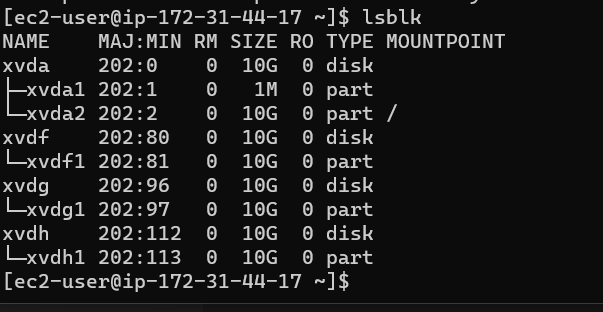 [ec2-user@ip-172-31-44-17 ~]$ lsblk
NAME    MAJ:MIN RM SIZE RO TYPE MOUNTPOINT
xvda    202:0    0  10G  0 disk
├─xvda1 202:1    0   1M  0 part
└─xvda2 202:2    0  10G  0 part /
xvdf    202:80   0  10G  0 disk
└─xvdf1 202:81   0  10G  0 part
xvdg    202:96   0  10G  0 disk
└─xvdg1 202:97   0  10G  0 part
xvdh    202:112  0  10G  0 disk
└─xvdh1 202:113  0  10G  0 part
[ec2-user@ip-172-31-44-17 ~]$